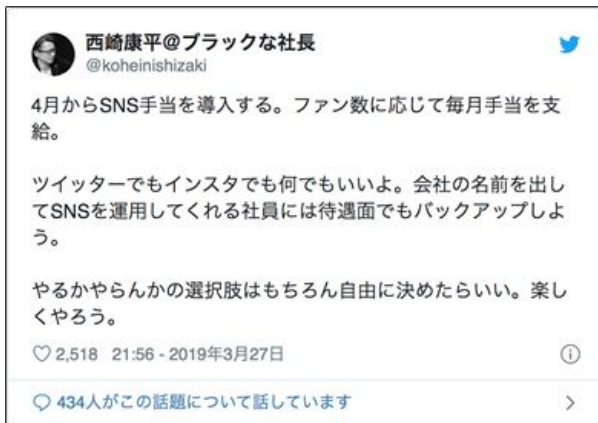 西崎康平@ブラックな社長
@koheinishizaki
4月からSNS手当を導入する。ファン数に応じて毎月手当を支
給。
ツイッターでもインスタでも何でもいいよ。会社の名前を出し
てSNSを運用してくれる社員には待遇面でもバックアップしよ
う。
やるかやらんかの選択肢はもちろん自由に決めたらいい。楽し
くやろう。
2,518 21:56 - 2019年3月27日
434人がこの話題について話しています